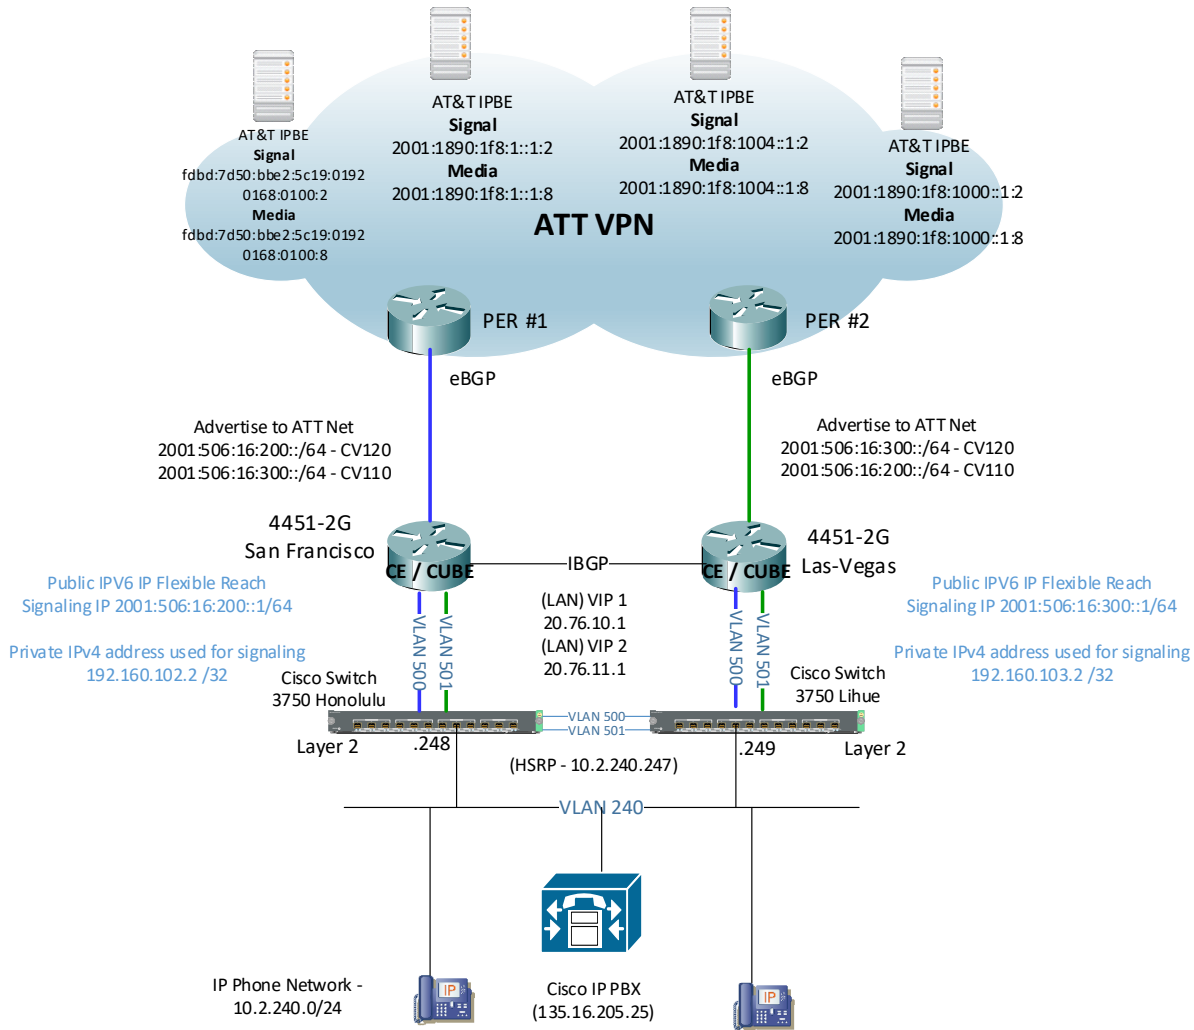 AT&T IPBE
Signal
fdbd:7d50:bbe2:5c19:0192
0168:0100:2
Media
fdbd:7d50:bbe2:5c19:0192
0168:0100:8
AT&T IPBE
Signal
2001:1890:1f8:1::1:2
Media
2001:1890:1f8:1::1:8
AT&T IPBE
Signal
2001:1890:1f8:1004::1:2
Media
2001:1890:1f8:1004::1:8
AT&T IPBE
Signal
2001:1890:1f8:1000::1:2
Media
2001:1890:1f8:1000::1:8
ATT VPN
PER #1
PER #2
eBGP
eBGP
Advertise to ATT Net
2001:506:16:200::/64 - CV120
2001:506:16:300::/64 - CV110
Advertise to ATT Net
2001:506:16:300::/64 - CV120
2001:506:16:200::/64 - CV110
4451-2G
San Francisco
CE / CUBE
IBGP
4451-2G
Las-Vegas
CE / CUBE
Public IPV6 IP Flexible Reach
Signaling IP 2001:506:16:200::1/64
Private IPv4 address used for signaling
192.160.102.2 /32
(LAN) VIP 1
20.76.10.1
(LAN) VIP 2
20.76.11.1
Public IPV6 IP Flexible Reach
Signaling IP 2001:506:16:300::1/64
Private IPv4 address used for signaling
192.160.103.2 /32
VLAN 500
VLAN 501
VLAN 500
VLAN 501
Cisco Switch
3750 Honolulu
Cisco Switch
3750 Lihue
VLAN 500
VLAN 501
Layer 2
.248
.249
Layer 2
(HSRP - 10.2.240.247)
VLAN 240
IP Phone Network -
10.2.240.0/24
IP
Cisco IP PBX
(135.16.205.25)
IP